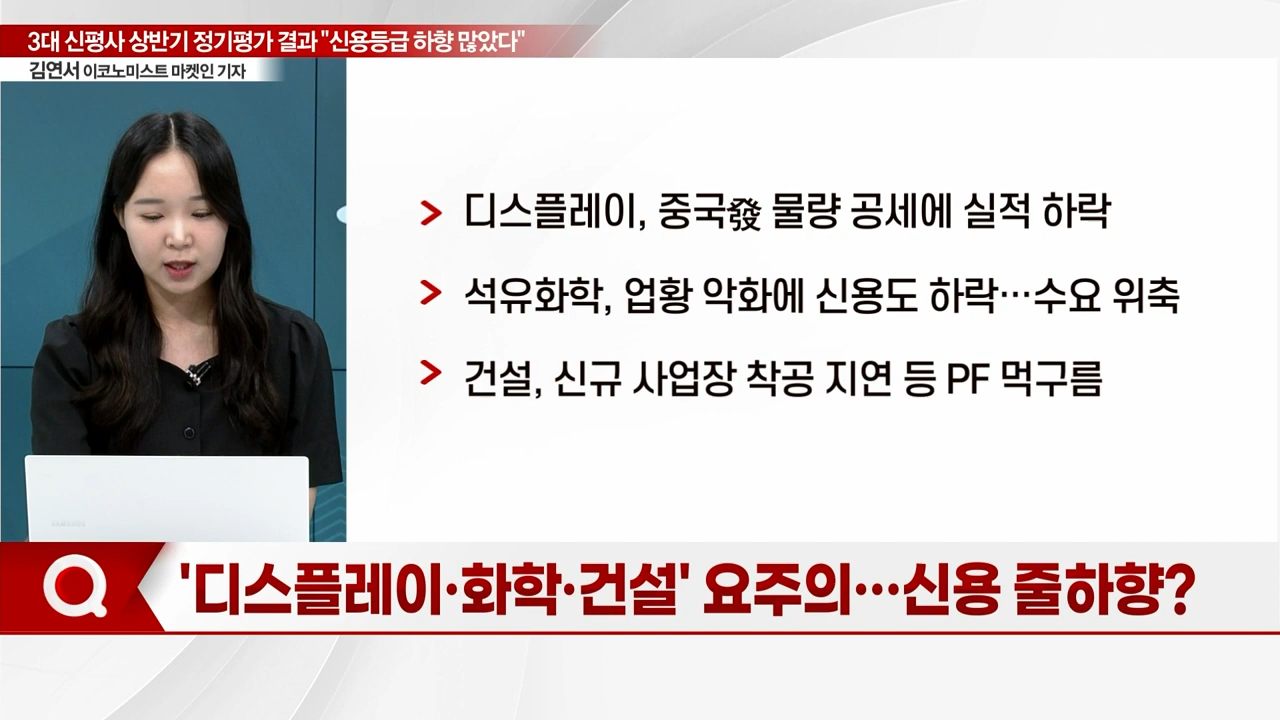 3대 신평사 상반기 정기평가 결과 "신용등급 하향 많았다"
김연서 이코노미스트 마켓인 기자
디스플레이, 중국發 물량 공세에 실적 하락
석유화학, 업황 악화에 신용도 하락…수요 위축
건설, 신규 사업장 착공 지연 등 PF 먹구름
SAMSUNG
Q '디스플레이·화학·건설' 요주의…신용 줄하향?